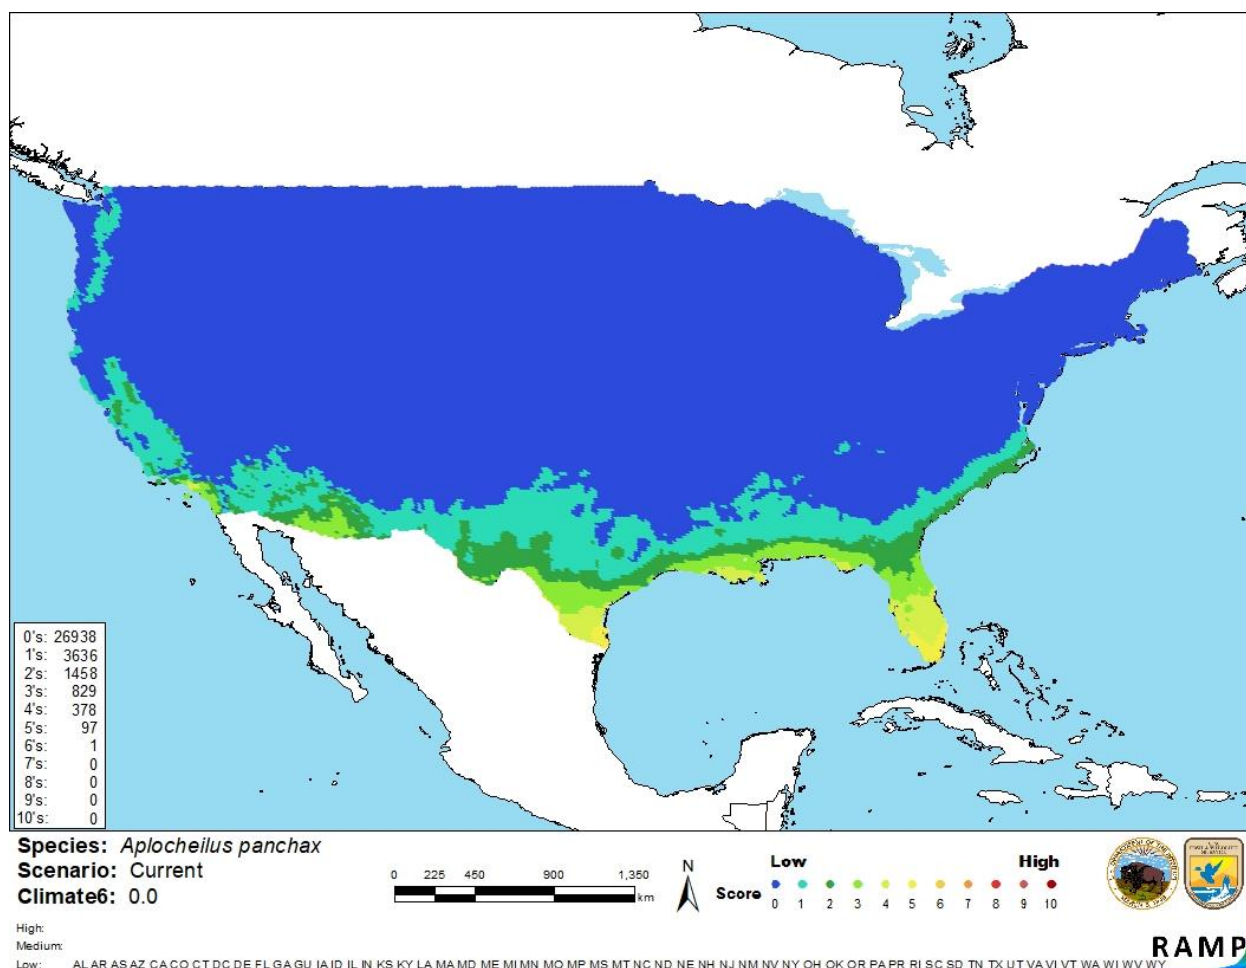 0's: 26938
1's: 3636
2's: 1458
3's: 829
4's: 378
5's: 97
6's: 1
7's: 0
8's: 0
9's: 0
10's: 0
Species: Aplocheilus panchax
Scenario: Current
Climate6: 0.0
0 225 450 900 1,350
km
N
Low High
Score 0 1 2 3 4 5 6 7 8 9 10
High:
Medium:
Low: AL AR AS AZ CA CO CT DC DE FL GA GU IA ID IL IN KS KY LA MA MD ME MI MN MO MP MS MT NC ND NE NH NJ NM NV NY OH OK OR PA PR RI SC SD TN TX UT VA VI VT WA WI WV WY
RAMP